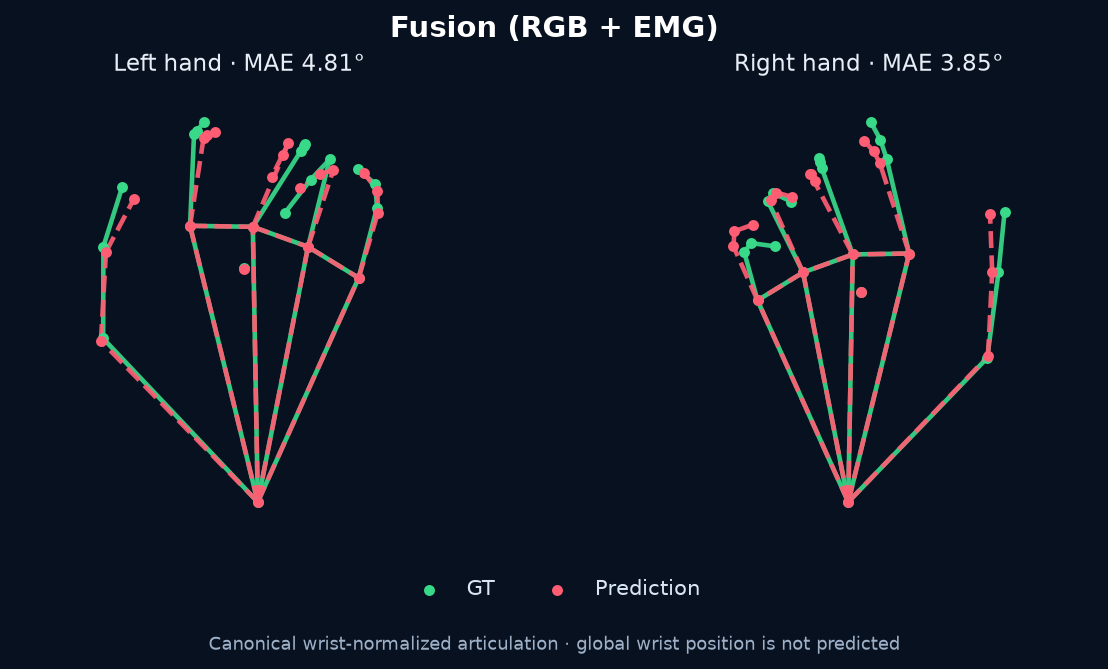 Fusion (RGB + EMG)
Left hand · MAE 4.81°
Right hand · MAE 3.85°
GT
Prediction
Canonical wrist-normalized articulation · global wrist position is not predicted